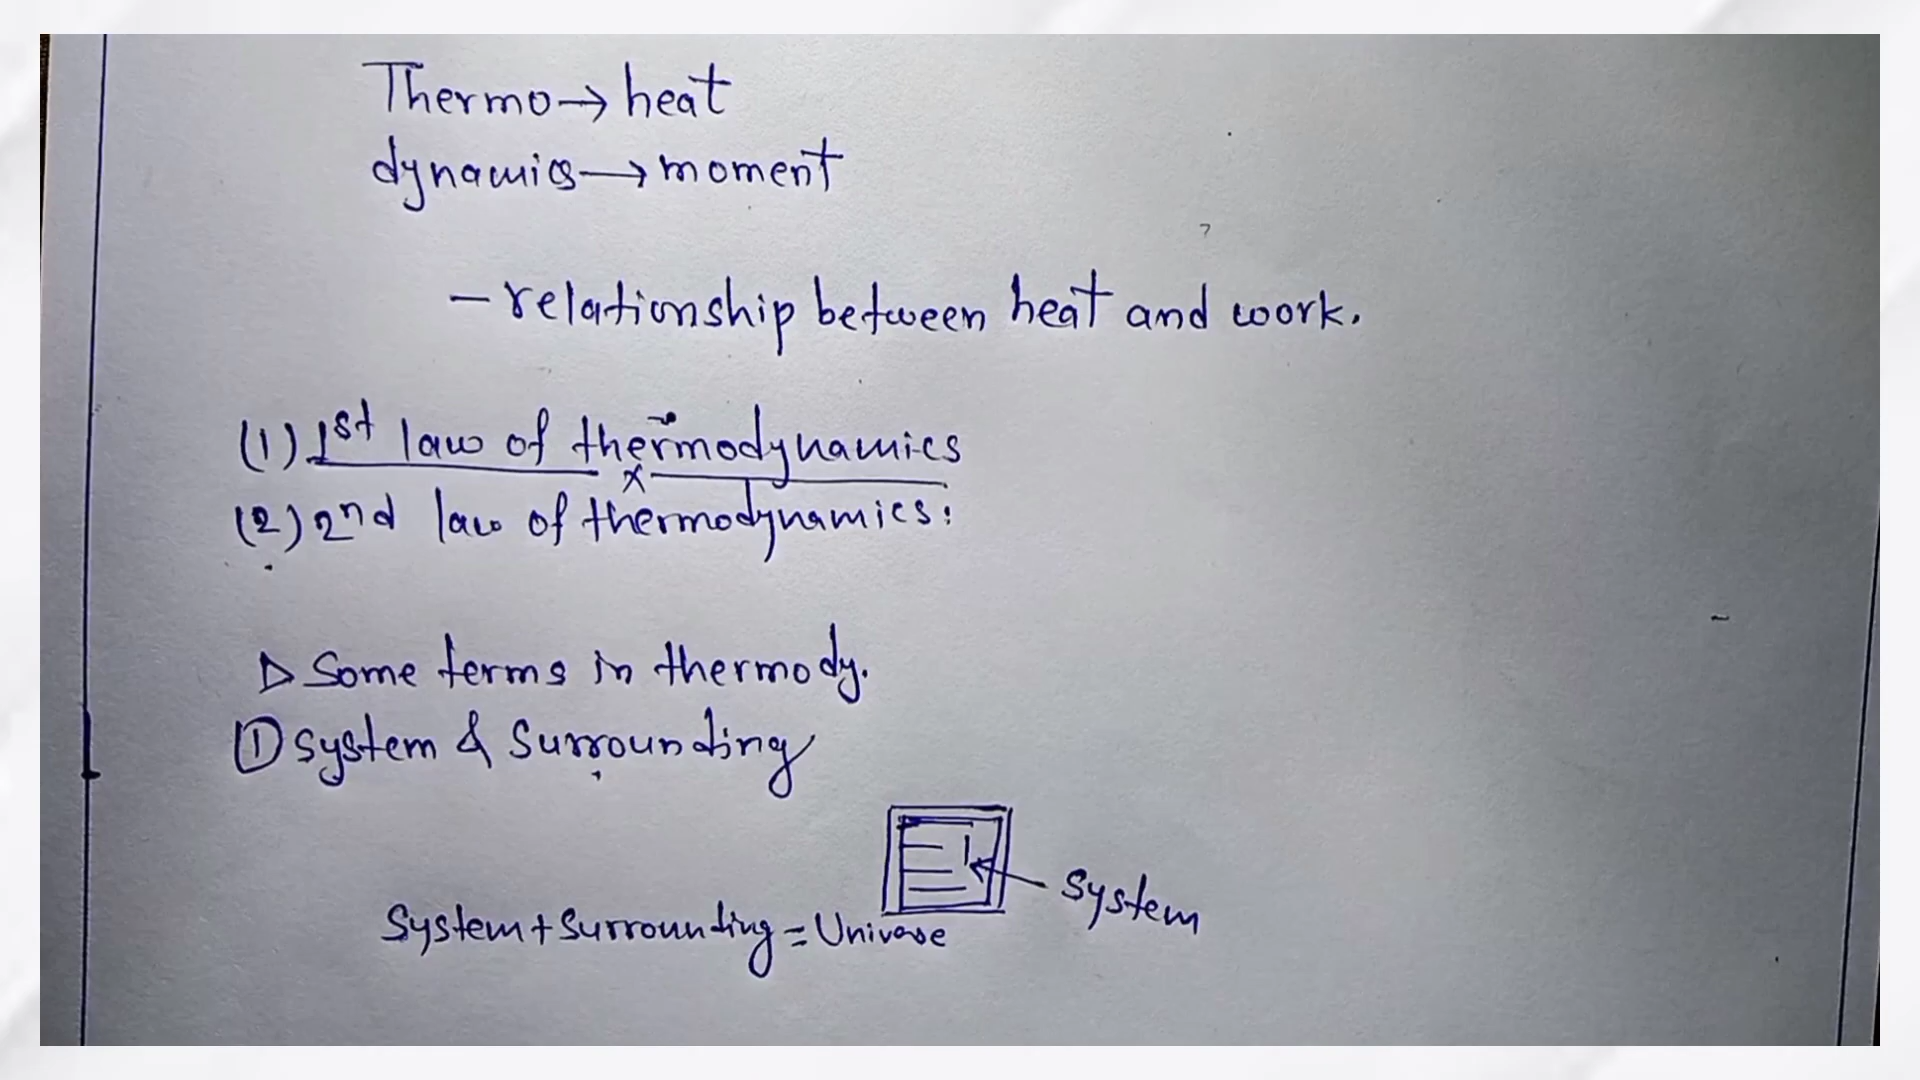 Thermo→heat
dynamics→moment
- relationship between heat and work.
(1) 1st law of thermodynamics
(2) 2nd law of thermodynamics:
▷ Some terms in thermody.
① System & Surrounding
System
System + Surrounding = Universe